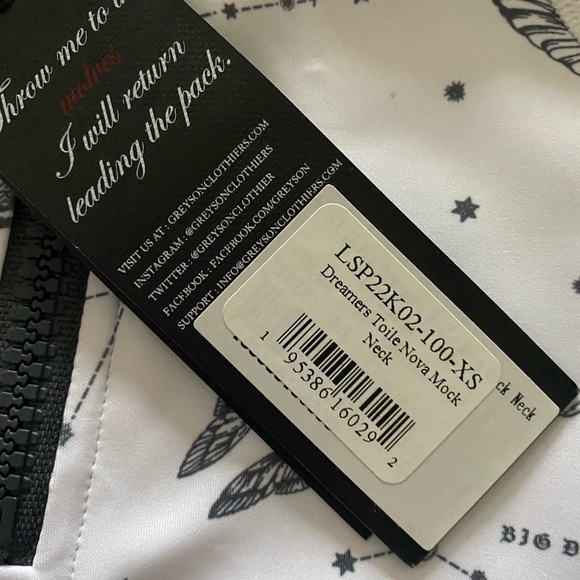 Throw me to the
wolves
I will return
leading the pack.
VISIT US AT : GREYSONCLOTHIERS.COM
INSTAGRAM : @GREYSONCLOTHIERS
TWITTER : @GREYSONCLOTHIER
FACEBOOK : FACEBOOK.COM/GREYSON
SUPPORT : INFO@GREYSONCLOTHIERS.COM
LSP22K02-100-XS
Dreamers Toile Nova Mock
Neck
1 95386 16029 2
ck Neck
BIG D